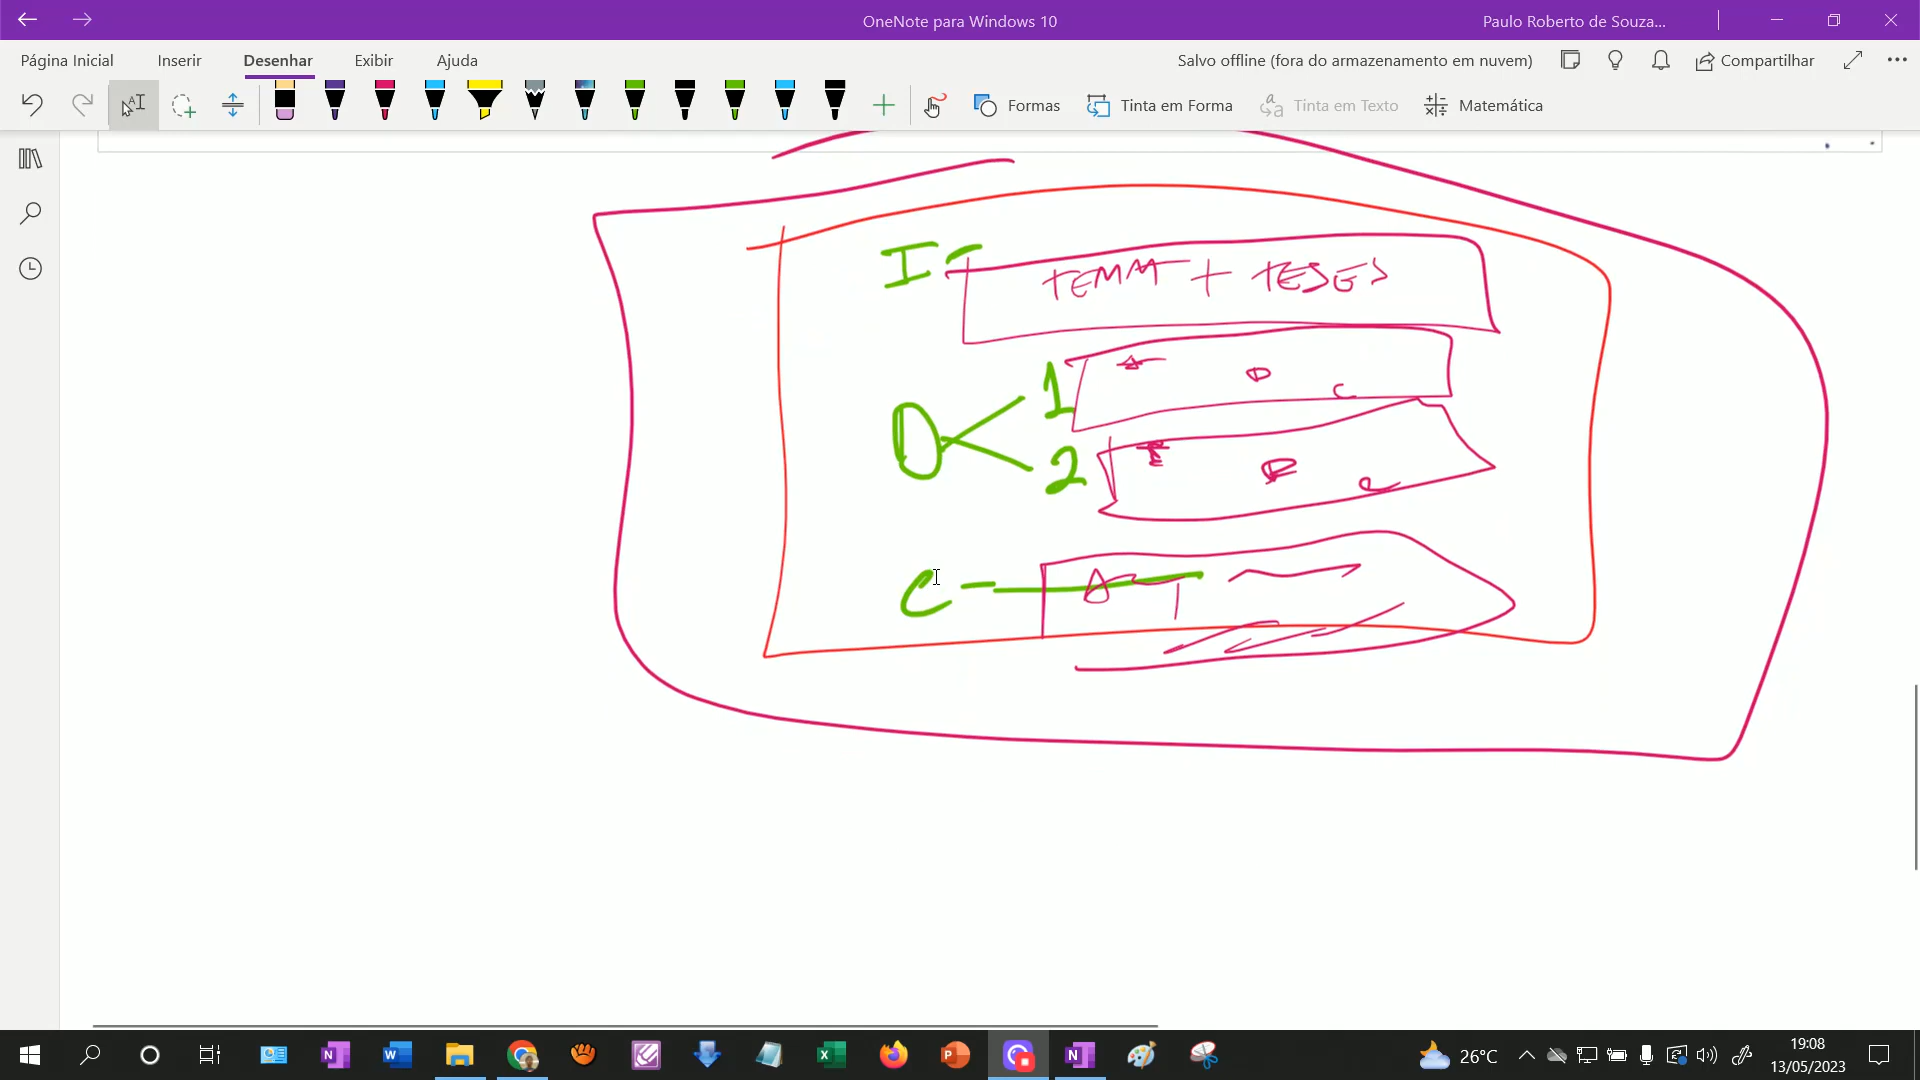 OneNote para Windows 10
Paulo Roberto de Souza...
Página Inicial
Inserir
Desenhar
Exibir
Ajuda
Salvo offline (fora do armazenamento em nuvem)
Compartilhar
Formas
Tinta em Forma
Tinta em Texto
Matemática
I
TEMA + TESES
1
D
2
C
26°C
19:08
13/05/2023